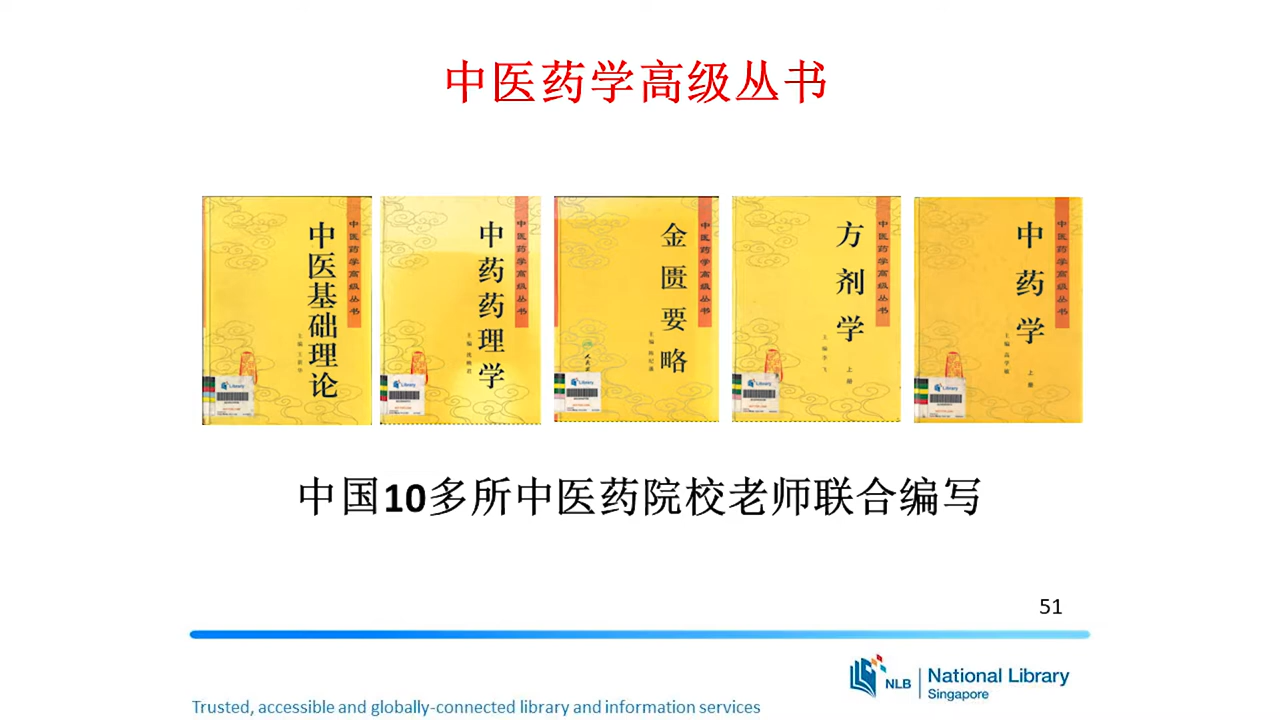 中医药学高级丛书
中医药学高级丛书
中医基础理论
中医药学高级丛书
中药药理学
中医药学高级丛书
金匮要略
中医药学高级丛书
方剂学
主编 李飞
上册
中医药学高级丛书
中药学
上册
中国10多所中医药院校老师联合编写
51
NLB
National Library
Singapore
Trusted, accessible and globally-connected library and information services